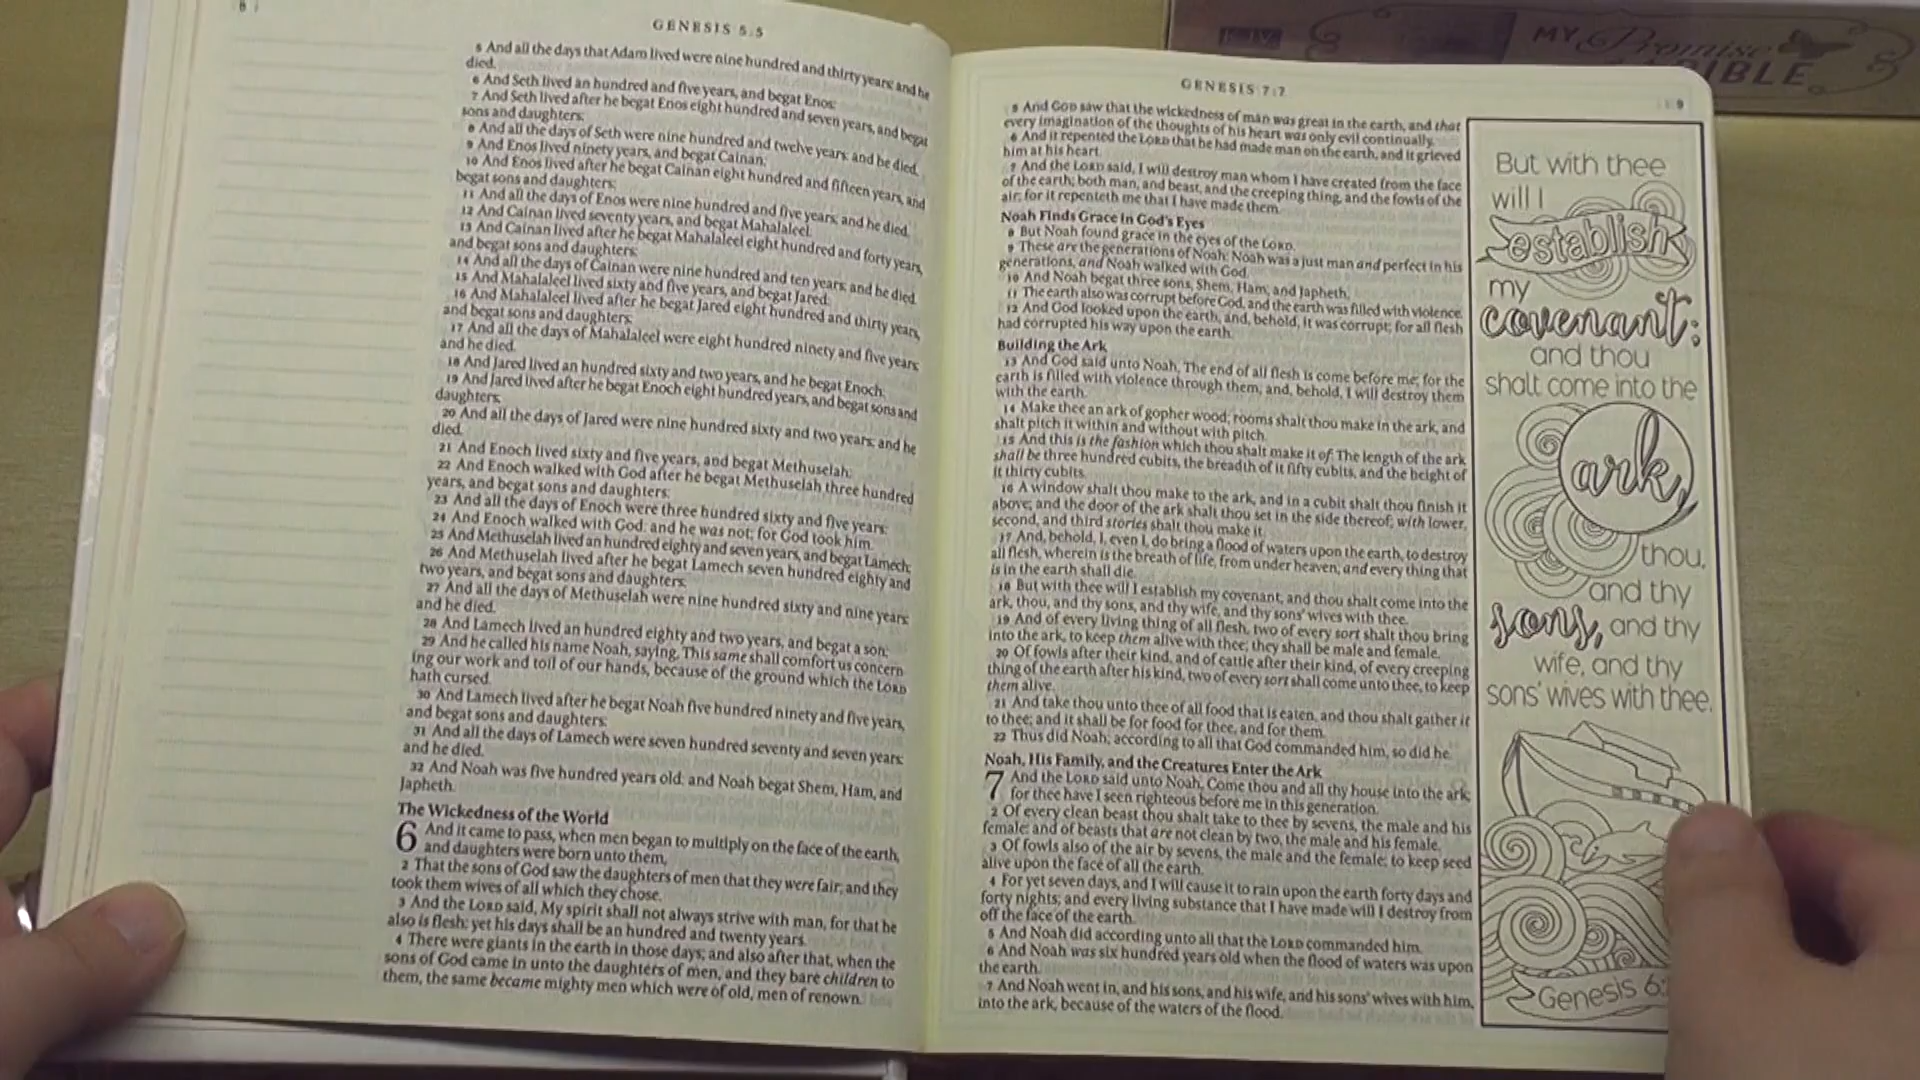 8
GENESIS 5:5
5 And all the days that Adam lived were nine hundred and thirty years: and he
died.
6 And Seth lived an hundred and five years, and begat Enos:
7 And Seth lived after he begat Enos eight hundred and seven years, and begat
sons and daughters:
8 And all the days of Seth were nine hundred and twelve years: and he died.
9 And Enos lived ninety years, and begat Cainan:
10 And Enos lived after he begat Cainan eight hundred and fifteen years, and
begat sons and daughters:
11 And all the days of Enos were nine hundred and five years: and he died.
12 And Cainan lived seventy years, and begat Mahalaleel:
13 And Cainan lived after he begat Mahalaleel eight hundred and forty years,
and begat sons and daughters:
14 And all the days of Cainan were nine hundred and ten years: and he died.
15 And Mahalaleel lived sixty and five years, and begat Jared:
16 And Mahalaleel lived after he begat Jared eight hundred and thirty years,
and begat sons and daughters:
17 And all the days of Mahalaleel were eight hundred ninety and five years:
and he died.
18 And Jared lived an hundred sixty and two years, and he begat Enoch:
19 And Jared lived after he begat Enoch eight hundred years, and begat sons and
daughters:
20 And all the days of Jared were nine hundred sixty and two years: and he
died.
21 And Enoch lived sixty and five years, and begat Methuselah:
22 And Enoch walked with God after he begat Methuselah three hundred
years, and begat sons and daughters:
23 And all the days of Enoch were three hundred sixty and five years:
24 And Enoch walked with God: and he was not; for God took him.
25 And Methuselah lived an hundred eighty and seven years, and begat Lamech:
26 And Methuselah lived after he begat Lamech seven hundred eighty and
two years, and begat sons and daughters:
27 And all the days of Methuselah were nine hundred sixty and nine years:
and he died.
28 And Lamech lived an hundred eighty and two years, and begat a son:
29 And he called his name Noah, saying, This same shall comfort us concern
ing our work and toil of our hands, because of the ground which the LORD
hath cursed.
30 And Lamech lived after he begat Noah five hundred ninety and five years,
and begat sons and daughters:
31 And all the days of Lamech were seven hundred seventy and seven years:
and he died.
32 And Noah was five hundred years old: and Noah begat Shem, Ham, and
Japheth.
The Wickedness of the World
6 And it came to pass, when men began to multiply on the face of the earth,
and daughters were born unto them,
2 That the sons of God saw the daughters of men that they were fair; and they
took them wives of all which they chose.
3 And the LORD said, My spirit shall not always strive with man, for that he
also is flesh: yet his days shall be an hundred and twenty years.
4 There were giants in the earth in those days; and also after that, when the
sons of God came in unto the daughters of men, and they bare children to
them, the same became mighty men which were of old, men of renown.
KJV
MY Promise
BIBLE
GENESIS 7:7
9
5 And GOD saw that the wickedness of man was great in the earth, and that
every imagination of the thoughts of his heart was only evil continually.
6 And it repented the LORD that he had made man on the earth, and it grieved
him at his heart.
7 And the LORD said, I will destroy man whom I have created from the face
of the earth; both man, and beast, and the creeping thing, and the fowls of the
air; for it repenteth me that I have made them.
Noah Finds Grace in God's Eyes
8 But Noah found grace in the eyes of the LORD.
9 These are the generations of Noah: Noah was a just man and perfect in his
generations, and Noah walked with God.
10 And Noah begat three sons, Shem, Ham, and Japheth.
11 The earth also was corrupt before God, and the earth was filled with violence.
12 And God looked upon the earth, and, behold, it was corrupt; for all flesh
had corrupted his way upon the earth.
Building the Ark
13 And God said unto Noah, The end of all flesh is come before me; for the
earth is filled with violence through them; and, behold, I will destroy them
with the earth.
14 Make thee an ark of gopher wood; rooms shalt thou make in the ark, and
shalt pitch it within and without with pitch.
15 And this is the fashion which thou shalt make it of: The length of the ark
shall be three hundred cubits, the breadth of it fifty cubits, and the height of
it thirty cubits.
16 A window shalt thou make to the ark, and in a cubit shalt thou finish it
above; and the door of the ark shalt thou set in the side thereof; with lower,
second, and third stories shalt thou make it.
17 And, behold, I, even I, do bring a flood of waters upon the earth, to destroy
all flesh, wherein is the breath of life, from under heaven; and every thing that
is in the earth shall die.
18 But with thee will I establish my covenant; and thou shalt come into the
ark, thou, and thy sons, and thy wife, and thy sons' wives with thee.
19 And of every living thing of all flesh, two of every sort shalt thou bring
into the ark, to keep them alive with thee; they shall be male and female.
20 Of fowls after their kind, and of cattle after their kind, of every creeping
thing of the earth after his kind, two of every sort shall come unto thee, to keep
them alive.
21 And take thou unto thee of all food that is eaten, and thou shalt gather it
to thee; and it shall be for food for thee, and for them.
22 Thus did Noah; according to all that God commanded him, so did he.
Noah, His Family, and the Creatures Enter the Ark
7 And the LORD said unto Noah, Come thou and all thy house into the ark;
for thee have I seen righteous before me in this generation.
2 Of every clean beast thou shalt take to thee by sevens, the male and his
female: and of beasts that are not clean by two, the male and his female.
3 Of fowls also of the air by sevens, the male and the female; to keep seed
alive upon the face of all the earth.
4 For yet seven days, and I will cause it to rain upon the earth forty days and
forty nights; and every living substance that I have made will I destroy from
off the face of the earth.
5 And Noah did according unto all that the LORD commanded him.
6 And Noah was six hundred years old when the flood of waters was upon
the earth.
7 And Noah went in, and his sons, and his wife, and his sons' wives with him,
into the ark, because of the waters of the flood.
But with thee
will I
establish
my
covenant;
and thou
shalt come into the
ark,
thou,
and thy
sons, and thy
wife, and thy
sons' wives with thee.
Genesis 6: